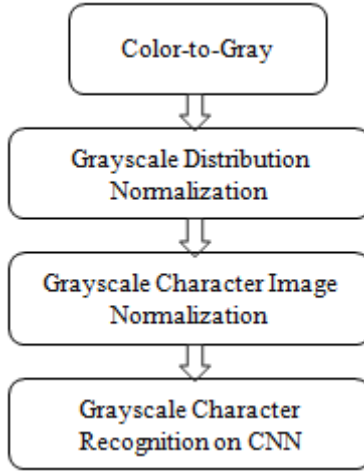 Color-to-Gray
Grayscale Distribution
Normalization
Grayscale Character Image
Normalization
Grayscale Character
Recognition on CNN